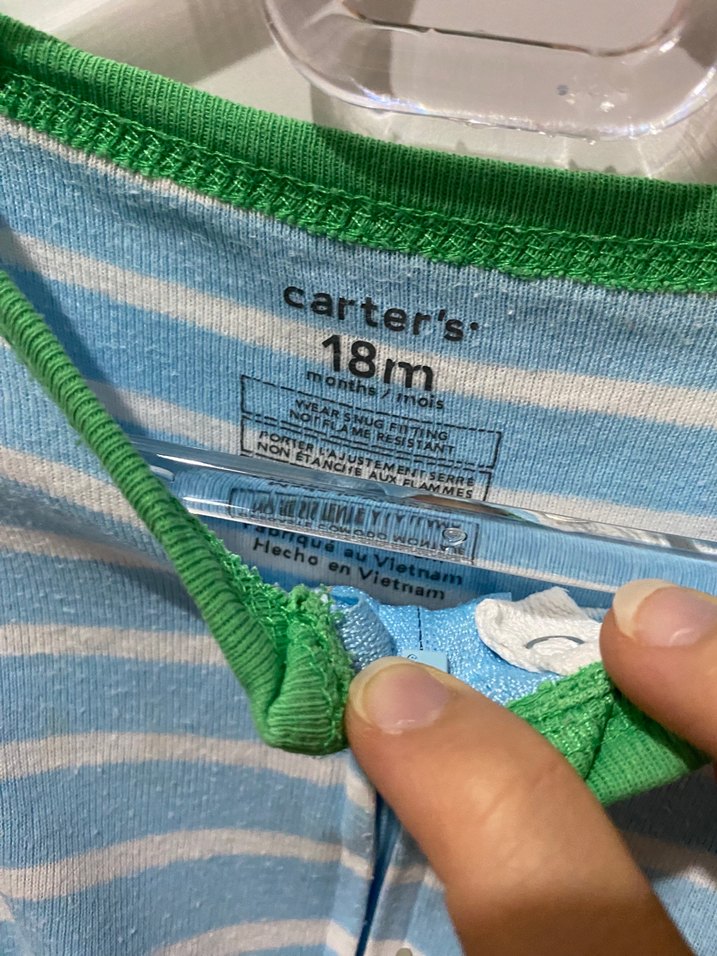 carter's
18m
months / mois
WEAR SNUG FITTING
NOT FLAME RESISTANT
PORTER AJUSTEMENT SERRÉ
NON ÉTANCHE AUX FLAMMES
Fabriqué au Vietnam
Hecho en Vietnam